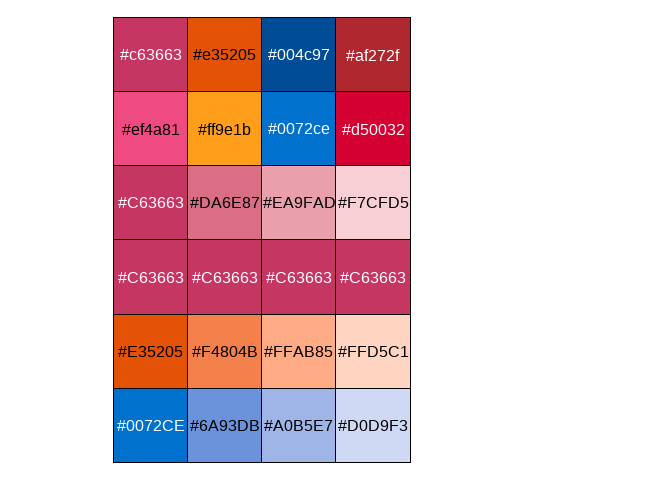 #c63663 #e35205 #004c97 #af272f
#ef4a81 #ff9e1b #0072ce #d50032
#C63663 #DA6E87 #EA9FAD #F7CFD5
#C63663 #C63663 #C63663 #C63663
#E35205 #F4804B #FFAB85 #FFD5C1
#0072CE #6A93DB #A0B5E7 #D0D9F3